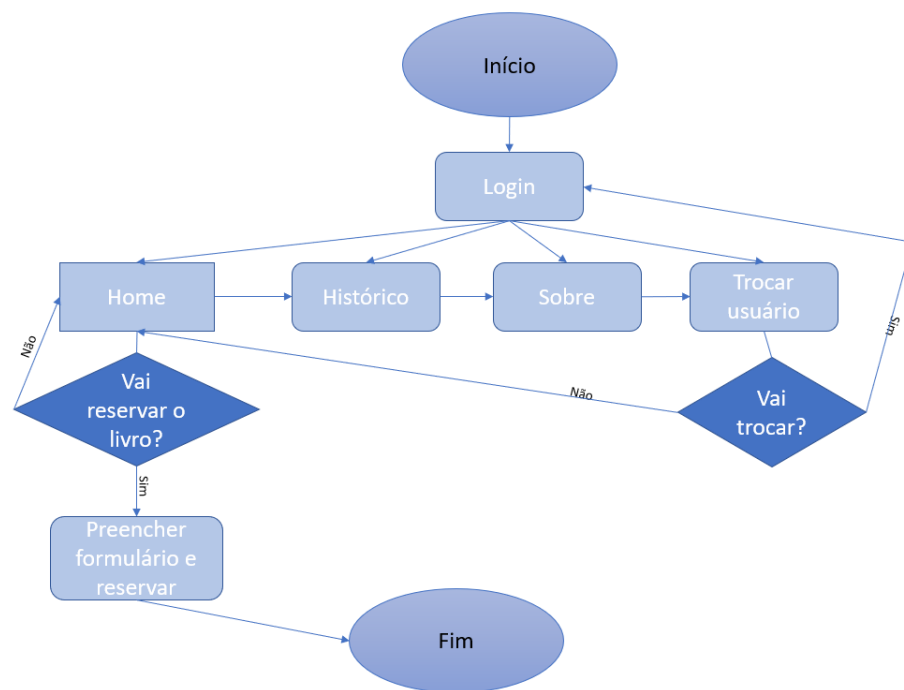 Início
Login
Home
Histórico
Sobre
Trocar
usuário
Não
Sim
Vai
reservar o
livro?
Não
Vai
trocar?
sim
Preencher
formulário e
reservar
Fim